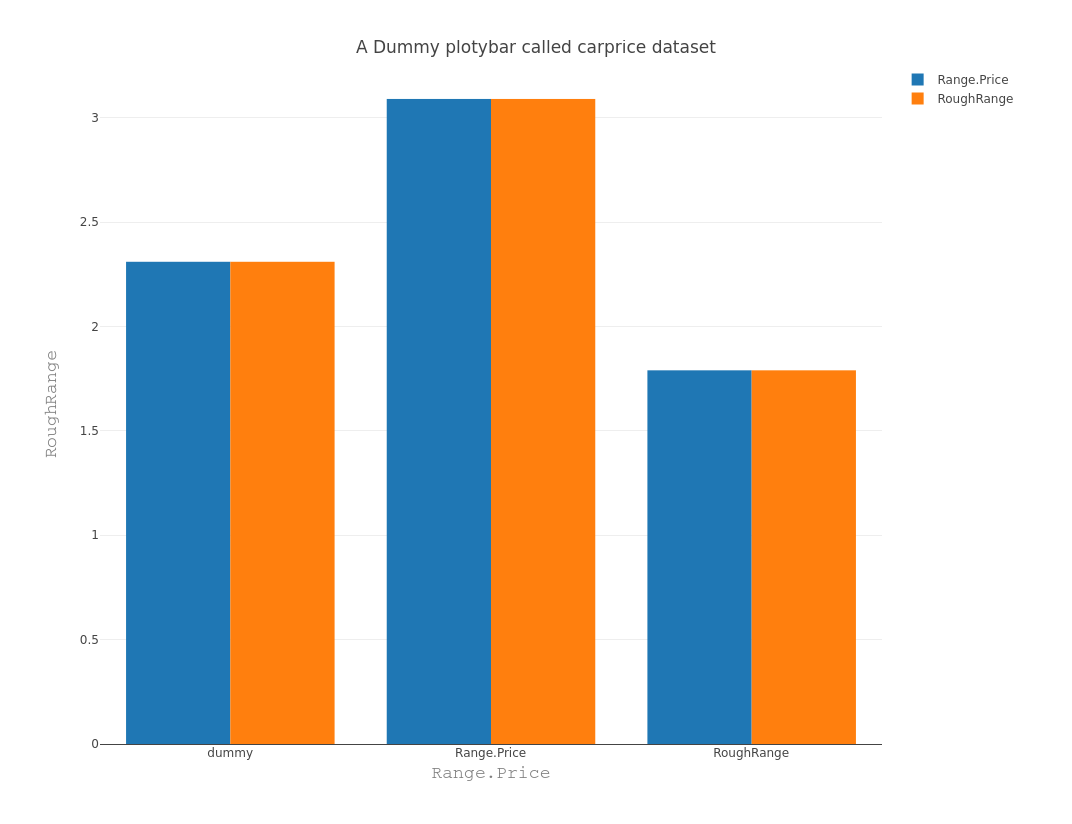 A Dummy plotybar called carprice dataset
Range.Price
RoughRange
3
2.5
2
1.5
1
0.5
0
RoughRange
dummy
Range.Price
RoughRange
Range.Price